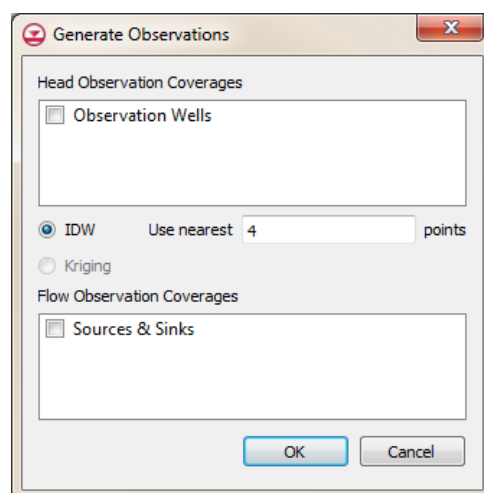 Generate Observations
Head Observation Coverages
Observation Wells
IDW Use nearest 4 points
Kriging
Flow Observation Coverages
Sources & Sinks
OK Cancel